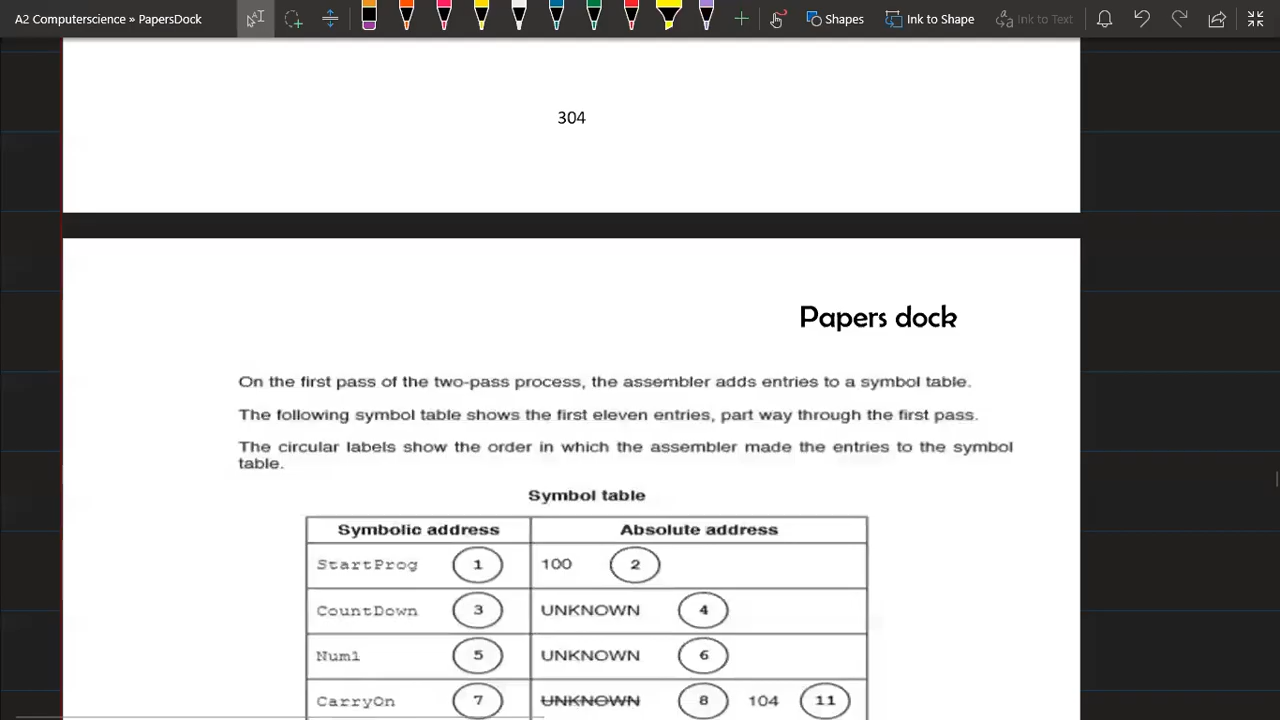 A2 Computerscience » PapersDock
Shapes
Ink to Shape
Ink to Text
304
Papers dock
On the first pass of the two-pass process, the assembler adds entries to a symbol table.
The following symbol table shows the first eleven entries, part way through the first pass.
The circular labels show the order in which the assembler made the entries to the symbol
table.
Symbol table
Symbolic address Absolute address
StartProg 1 100 2
CountDown 3 UNKNOWN 4
Num1 5 UNKNOWN 6
CarryOn 7 UNKNOWN 8 104 11